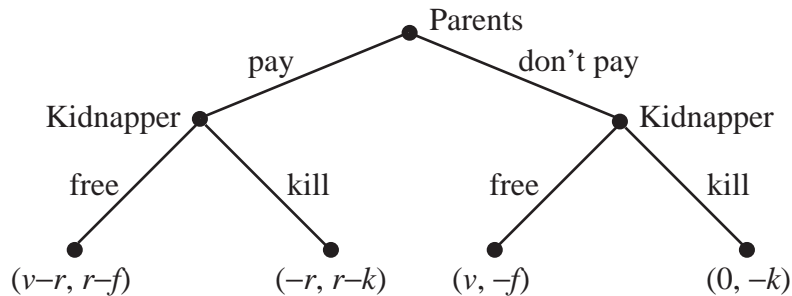 Parents
pay
don't pay
Kidnapper
Kidnapper
free
kill
free
kill
(v–r, r–f)
(–r, r–k)
(v, –f)
(0, –k)